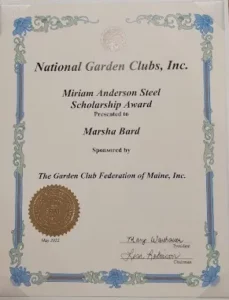 National Garden Clubs, Inc.
Miriam Anderson Steel
Scholarship Award
Presented to
Marsha Bard
Sponsored by
The Garden Club Federation of Maine, Inc.
May 2022
President
Chairman